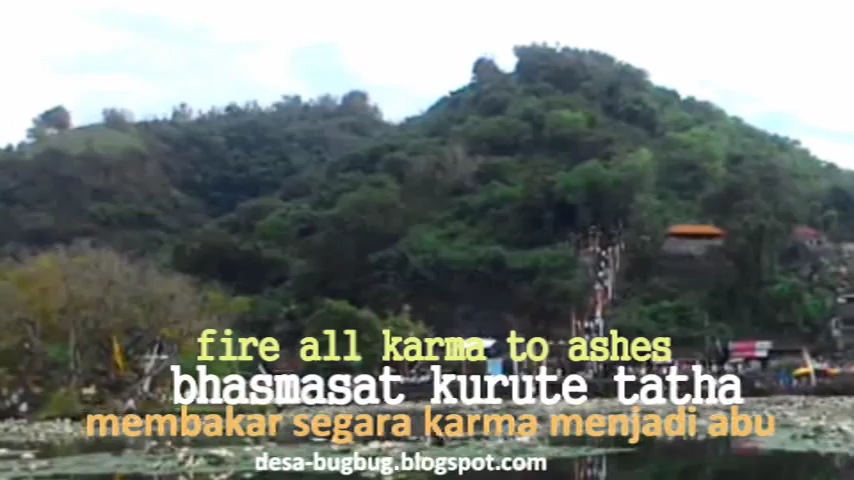 fire all karma to ashes
bhasmasat kurute tatha
membakar segara karma menjadi abu
desa-bugbug.blogspot.com